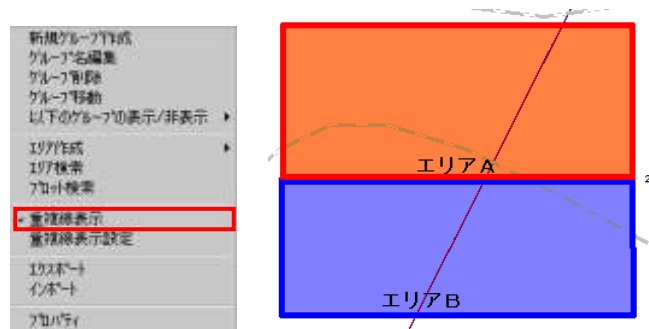 新規グループ作成
グループ名編集
グループ削除
グループ移動
以下のグループの表示/非表示
エリア作成
エリア検索
プロット検索
重複線表示
重複線表示設定
エクスポート
インポート
プロパティ
エリアA
エリアB
2